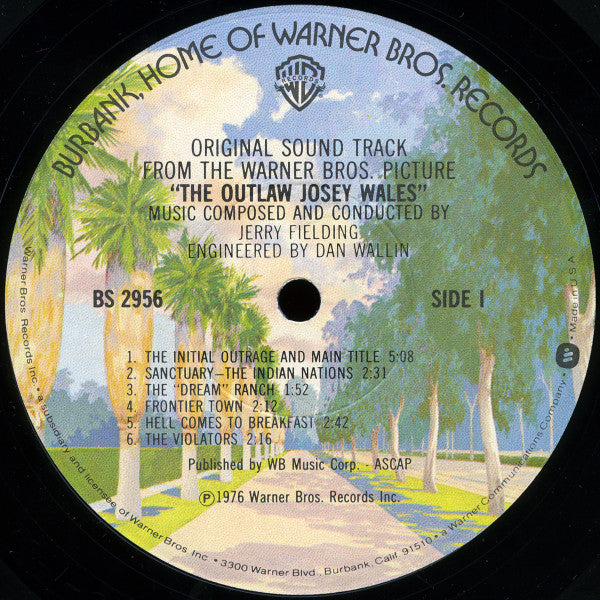 BURBANK, HOME OF WARNER BROS. RECORDS
WB
RECORDS
ORIGINAL SOUND TRACK
FROM THE WARNER BROS. PICTURE
"THE OUTLAW JOSEY WALES"
MUSIC COMPOSED AND CONDUCTED BY
JERRY FIELDING
ENGINEERED BY DAN WALLIN
BS 2956
SIDE I
1. THE INITIAL OUTRAGE AND MAIN TITLE 5:08
2. SANCTUARY—THE INDIAN NATIONS 2:31
3. THE "DREAM" RANCH 1:52
4. FRONTIER TOWN 2:12
5. HELL COMES TO BREAKFAST 2:42
6. THE VIOLATORS 2:16
Published by WB Music Corp. - ASCAP
℗1976 Warner Bros. Records Inc.
Warner Bros. Records Inc. • a subsidiary and licensee of Warner Bros. Inc. • 3300 Warner Blvd., Burbank, Calif. 91510 • a Warner Communications Company •
Made in U.S.A.